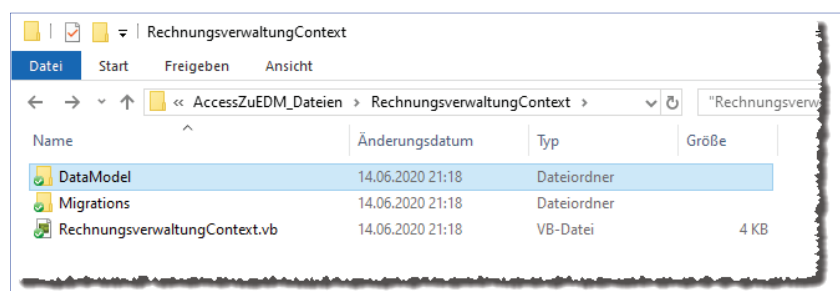 RechnungsverwaltungContext
Datei Start Freigeben Ansicht
« AccessZuEDM_Dateien > RechnungsverwaltungContext > "Rechnungsverw
Name Änderungsdatum Typ Größe
DataModel 14.06.2020 21:18 Dateiordner
Migrations 14.06.2020 21:18 Dateiordner
RechnungsverwaltungContext.vb 14.06.2020 21:18 VB-Datei 4 KB